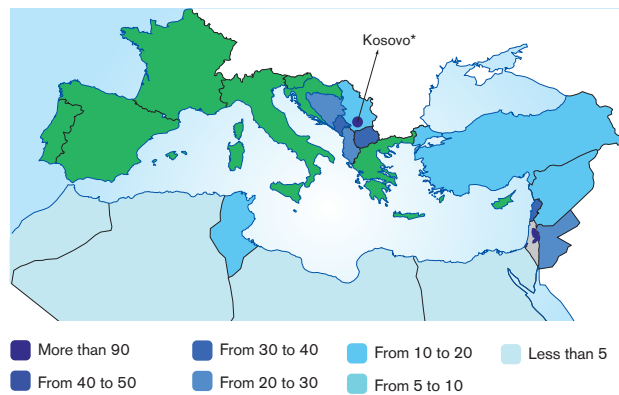 Kosovo*
More than 90
From 30 to 40
From 10 to 20
Less than 5
From 40 to 50
From 20 to 30
From 5 to 10